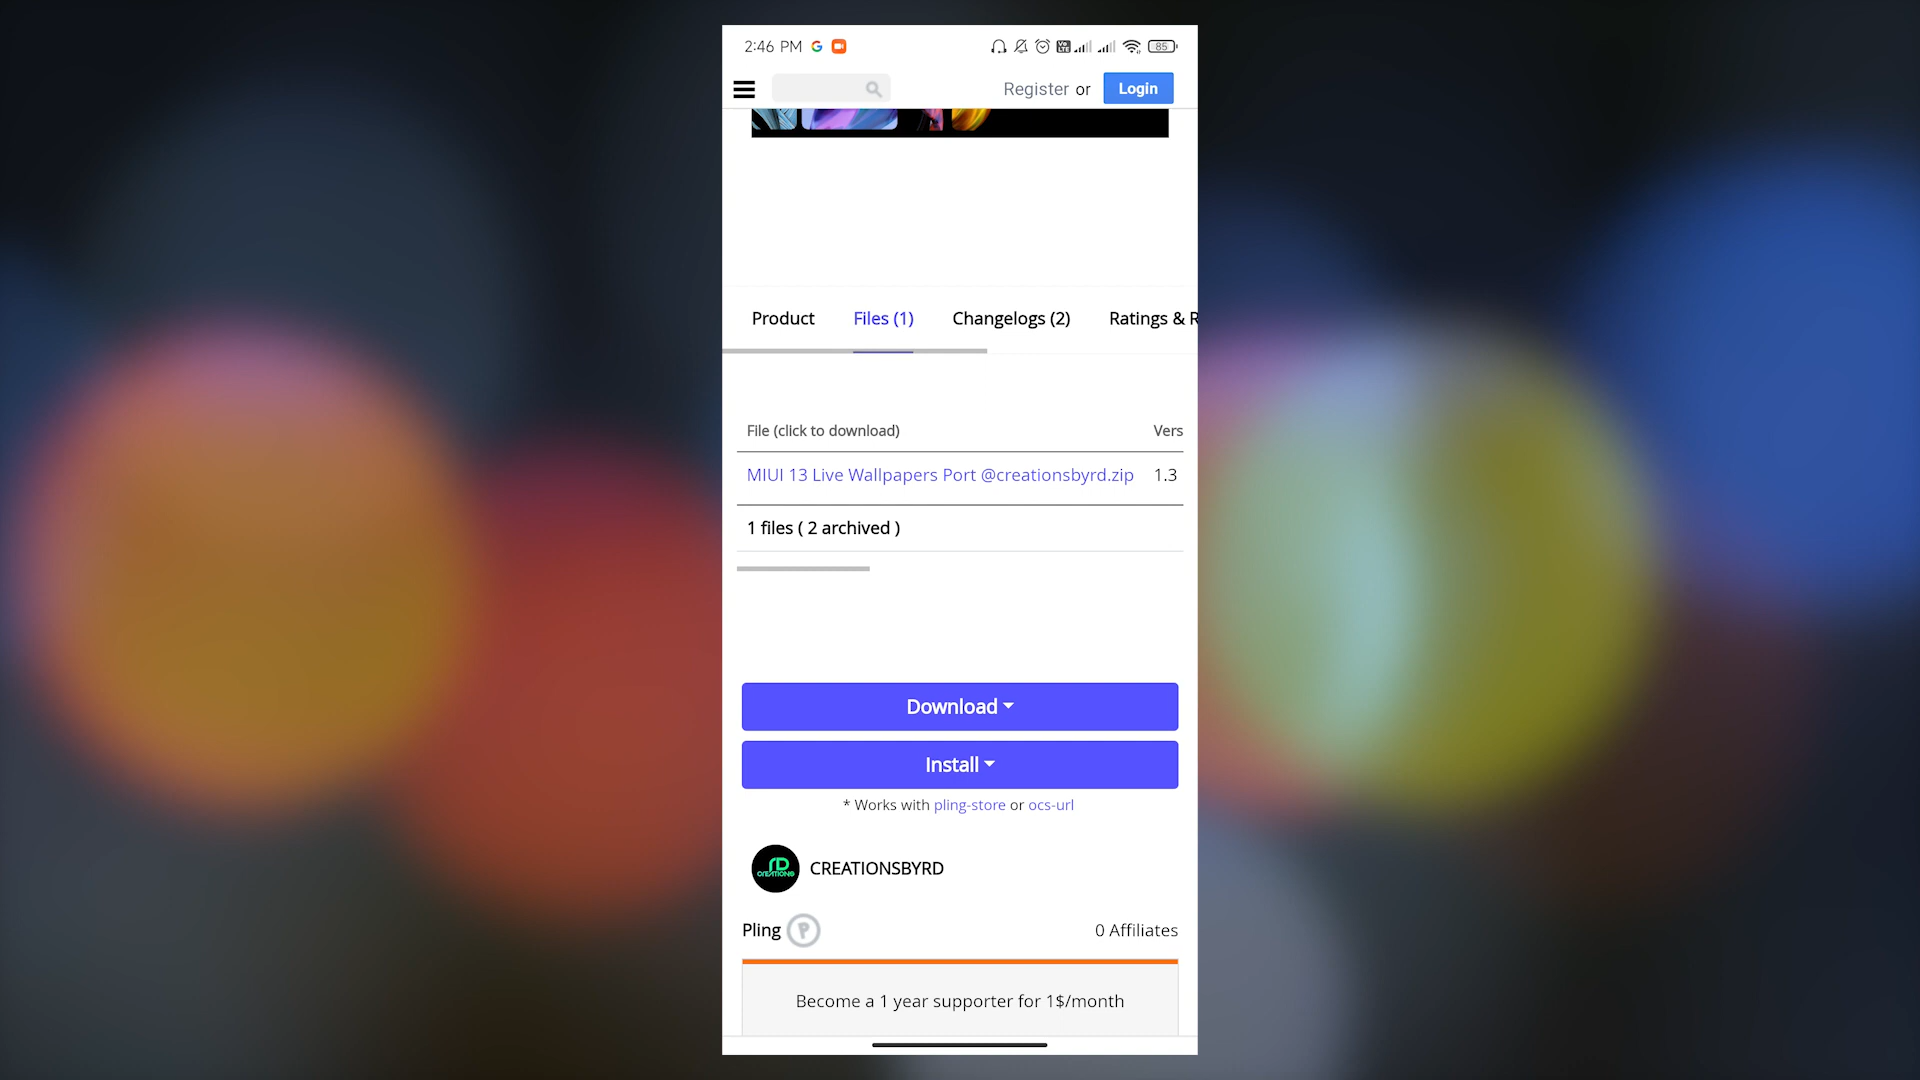 2:46 PM
85
Register or Login
Product Files (1) Changelogs (2) Ratings & R
File (click to download) Vers
MIUI 13 Live Wallpapers Port @creationsbyrd.zip 1.3
1 files ( 2 archived )
Download
Install
* Works with pling-store or ocs-url
CREATIONS
CREATIONSBYRD
Pling P 0 Affiliates
Become a 1 year supporter for 1$/month